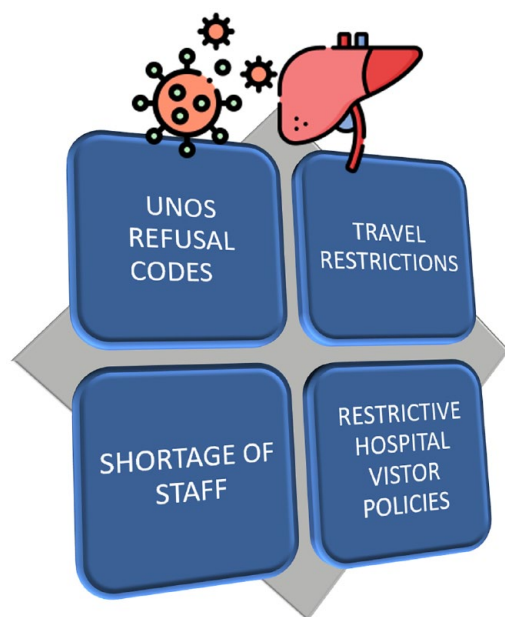 UNOS
REFUSAL
CODES
TRAVEL
RESTRICTIONS
SHORTAGE OF
STAFF
RESTRICTIVE
HOSPITAL
VISTOR
POLICIES